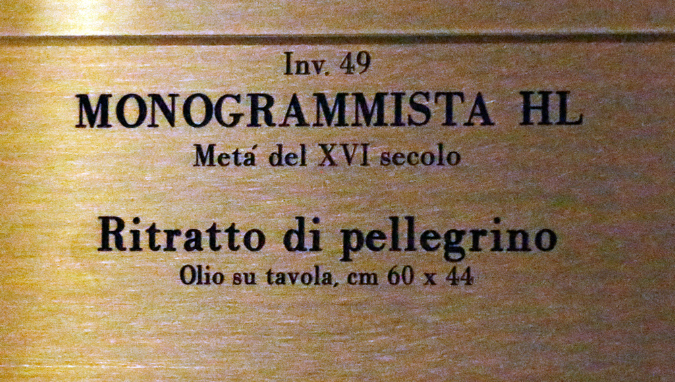 Inv. 49
MONOGRAMMISTA HL
Metá del XVI secolo
Ritratto di pellegrino
Olio su tavola, cm 60 x 44